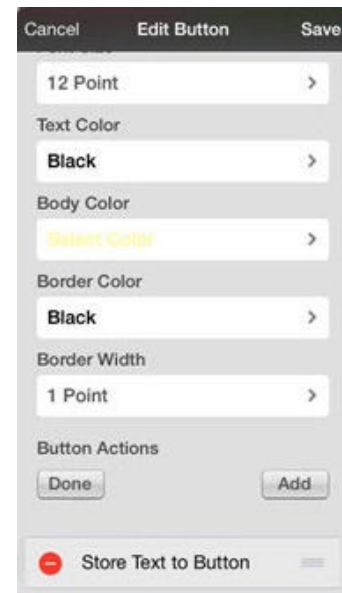 Cancel Edit Button Save
12 Point
Text Color
Black
Body Color
Select Color
Border Color
Black
Border Width
1 Point
Button Actions
Done Add
Store Text to Button